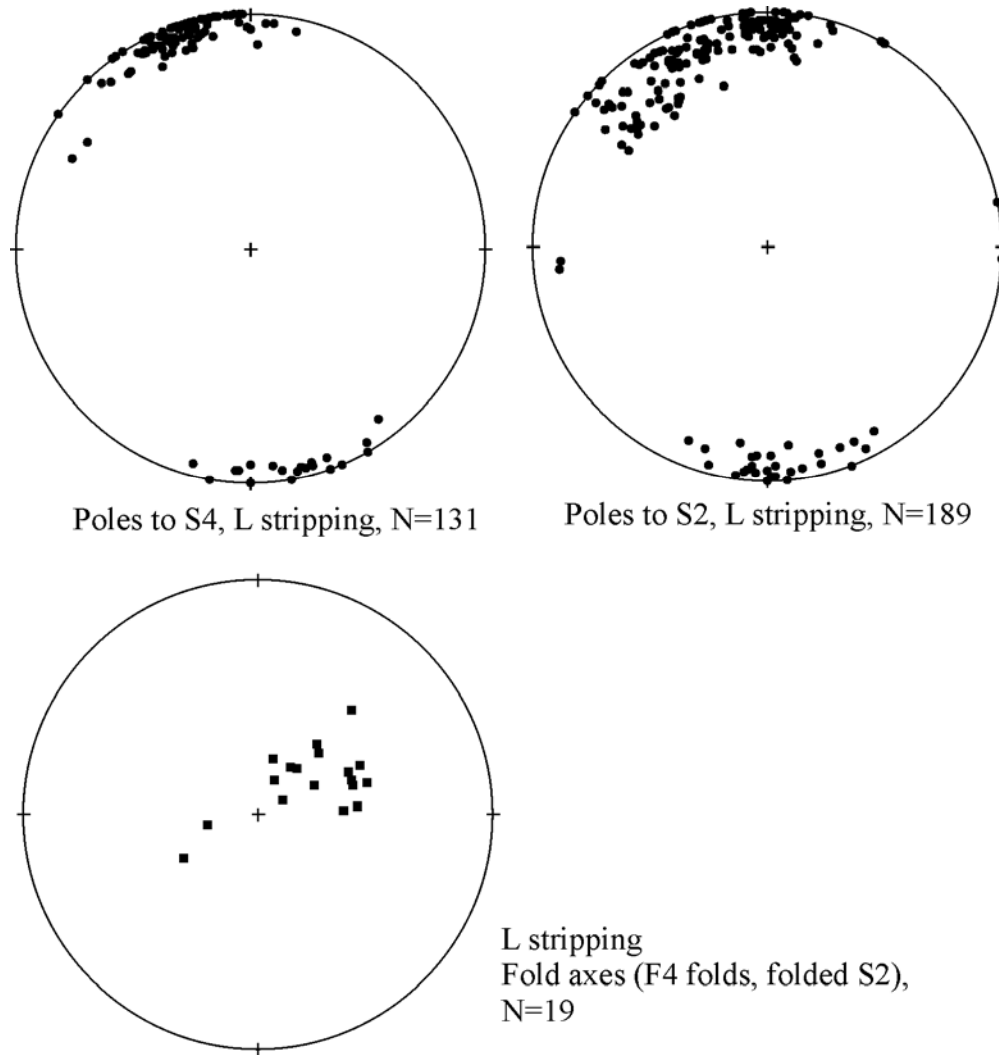 Poles to S4, L stripping, N=131
Poles to S2, L stripping, N=189
L stripping
Fold axes (F4 folds, folded S2),
N=19